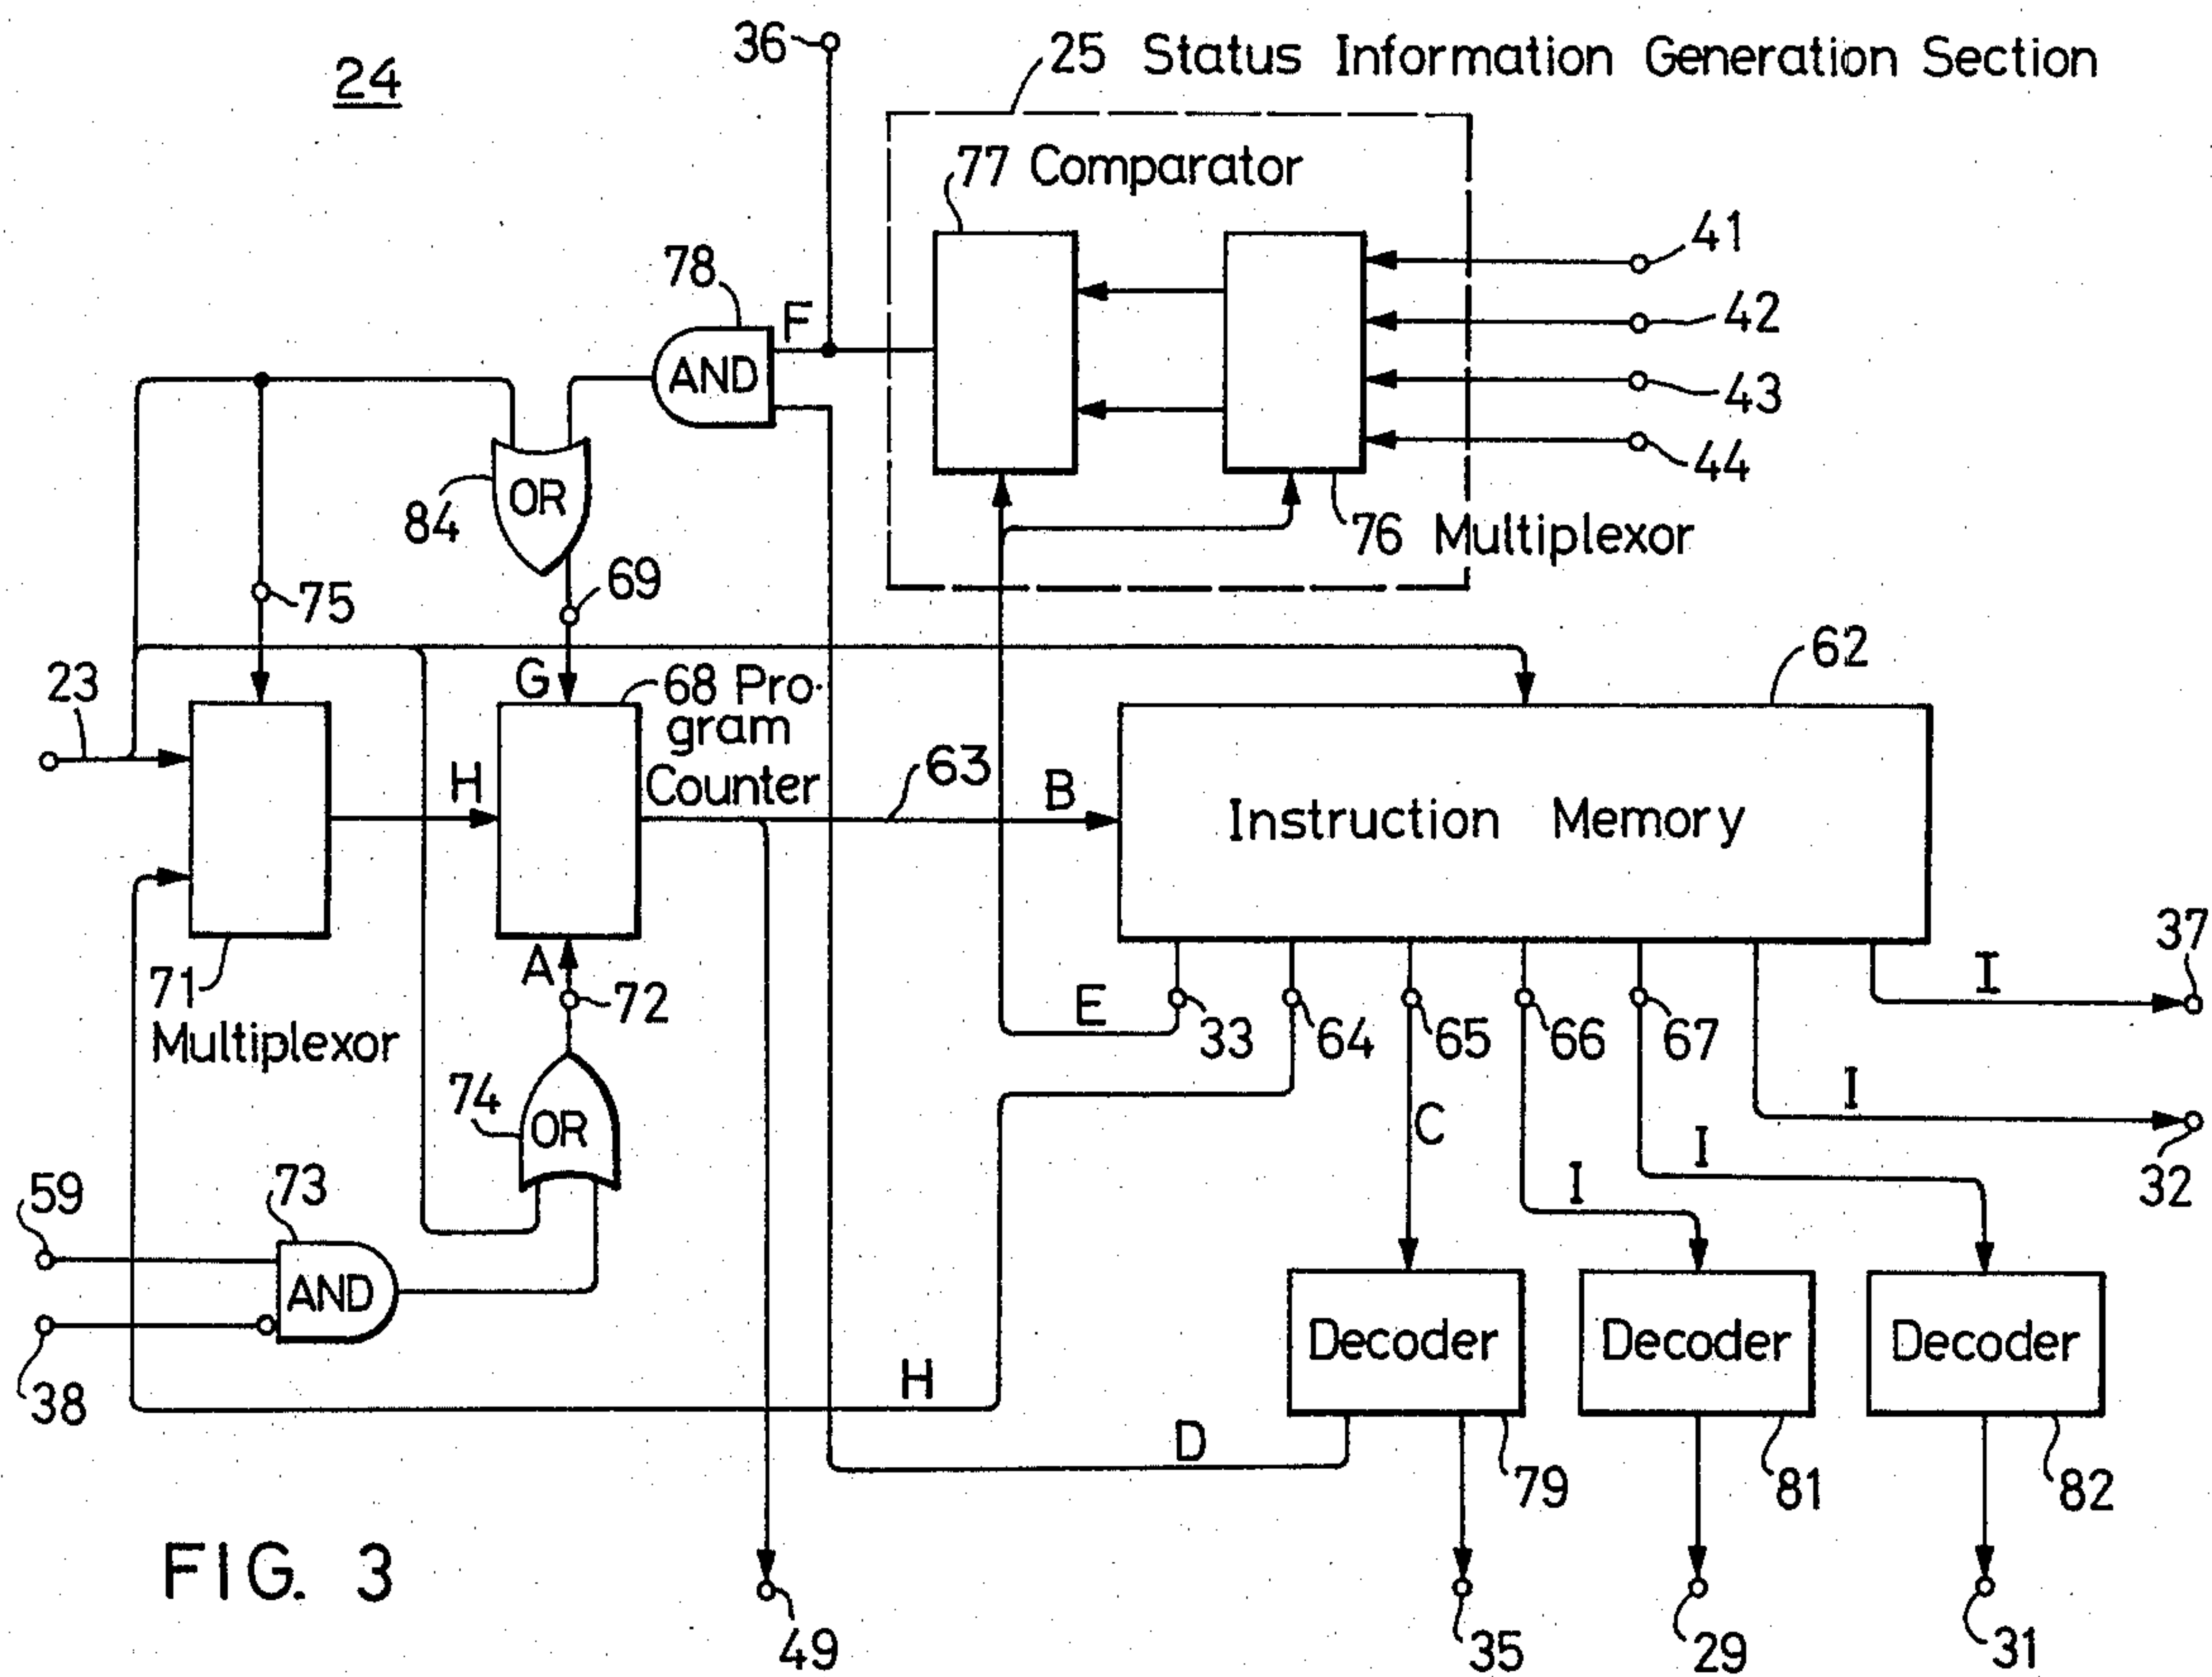 24
36
25 Status Information Generation Section
77 Comparator
41
42
43
44
78
F
AND
84
OR
76 Multiplexor
75
69
23
G
68 Pro-
gram
Counter
62
H
63
B
Instruction Memory
71
Multiplexor
A
72
E
33
64
65
66
67
I
37
74
OR
C
I
I
I
32
59
73
AND
38
H
Decoder
Decoder
Decoder
D
79
81
82
FIG. 3
49
35
29
31